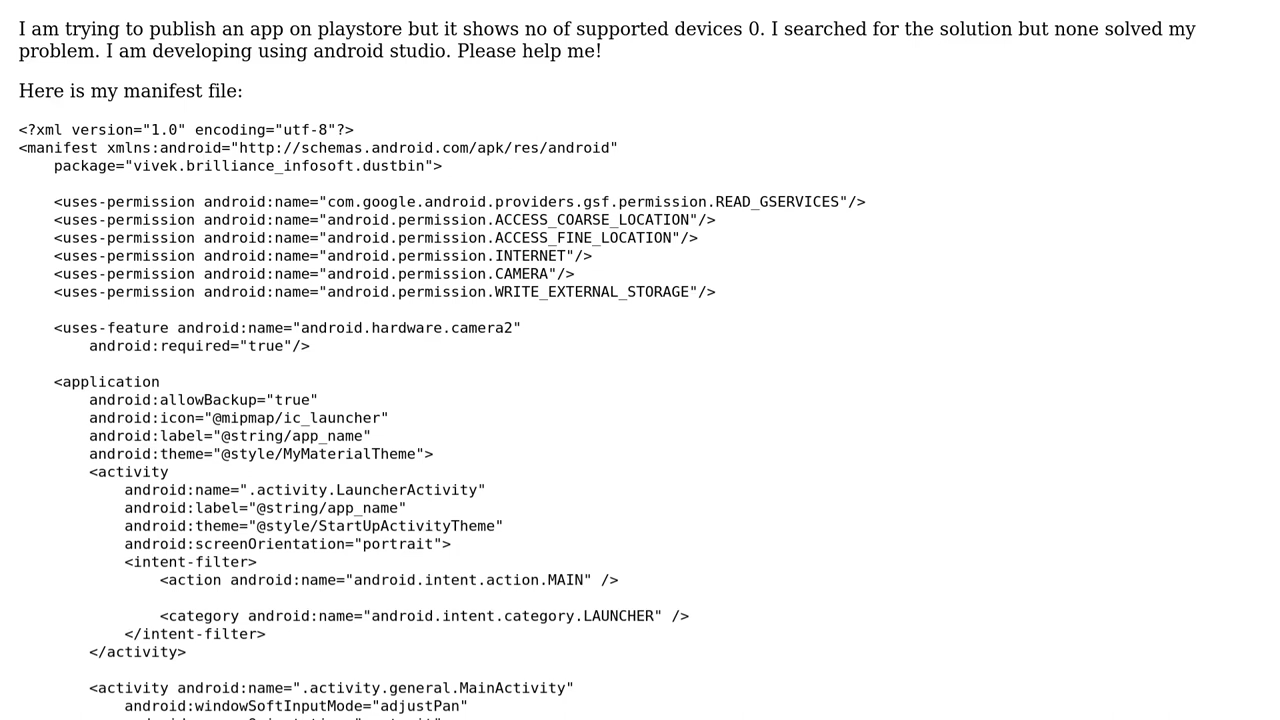 I am trying to publish an app on playstore but it shows no of supported devices 0. I searched for the solution but none solved my
problem. I am developing using android studio. Please help me!
Here is my manifest file:
<?xml version="1.0" encoding="utf-8"?>
<manifest xmlns:android="http://schemas.android.com/apk/res/android"
    package="vivek.brilliance_infosoft.dustbin">

    <uses-permission android:name="com.google.android.providers.gsf.permission.READ_GSERVICES"/>
    <uses-permission android:name="android.permission.ACCESS_COARSE_LOCATION"/>
    <uses-permission android:name="android.permission.ACCESS_FINE_LOCATION"/>
    <uses-permission android:name="android.permission.INTERNET"/>
    <uses-permission android:name="android.permission.CAMERA"/>
    <uses-permission android:name="android.permission.WRITE_EXTERNAL_STORAGE"/>

    <uses-feature android:name="android.hardware.camera2"
        android:required="true"/>

    <application
        android:allowBackup="true"
        android:icon="@mipmap/ic_launcher"
        android:label="@string/app_name"
        android:theme="@style/MyMaterialTheme">
        <activity
            android:name=".activity.LauncherActivity"
            android:label="@string/app_name"
            android:theme="@style/StartUpActivityTheme"
            android:screenOrientation="portrait">
            <intent-filter>
                <action android:name="android.intent.action.MAIN" />

                <category android:name="android.intent.category.LAUNCHER" />
            </intent-filter>
        </activity>

        <activity android:name=".activity.general.MainActivity"
            android:windowSoftInputMode="adjustPan"